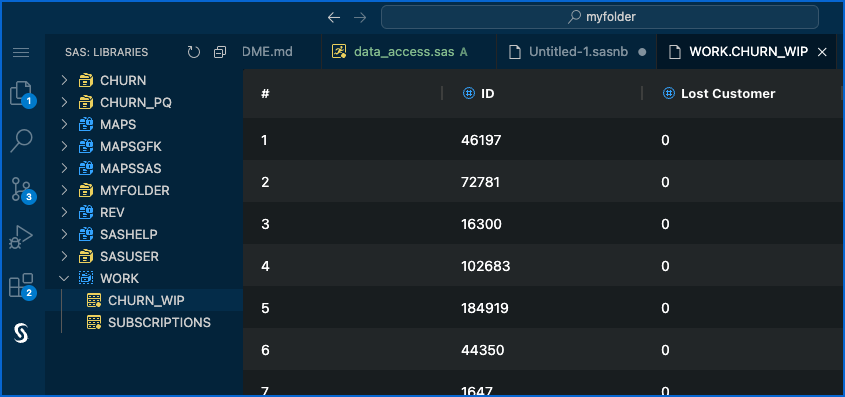 myfolder
SAS: LIBRARIES
DME.md
data_access.sas A
Untitled-1.sasnb
WORK.CHURN_WIP
1
3
2
CHURN
CHURN_PQ
MAPS
MAPSGFK
MAPSSAS
MYFOLDER
REV
SASHELP
SASUSER
WORK
CHURN_WIP
SUBSCRIPTIONS
# ID Lost Customer
1 46197 0
2 72781 0
3 16300 0
4 102683 0
5 184919 0
6 44350 0
7 1647 0